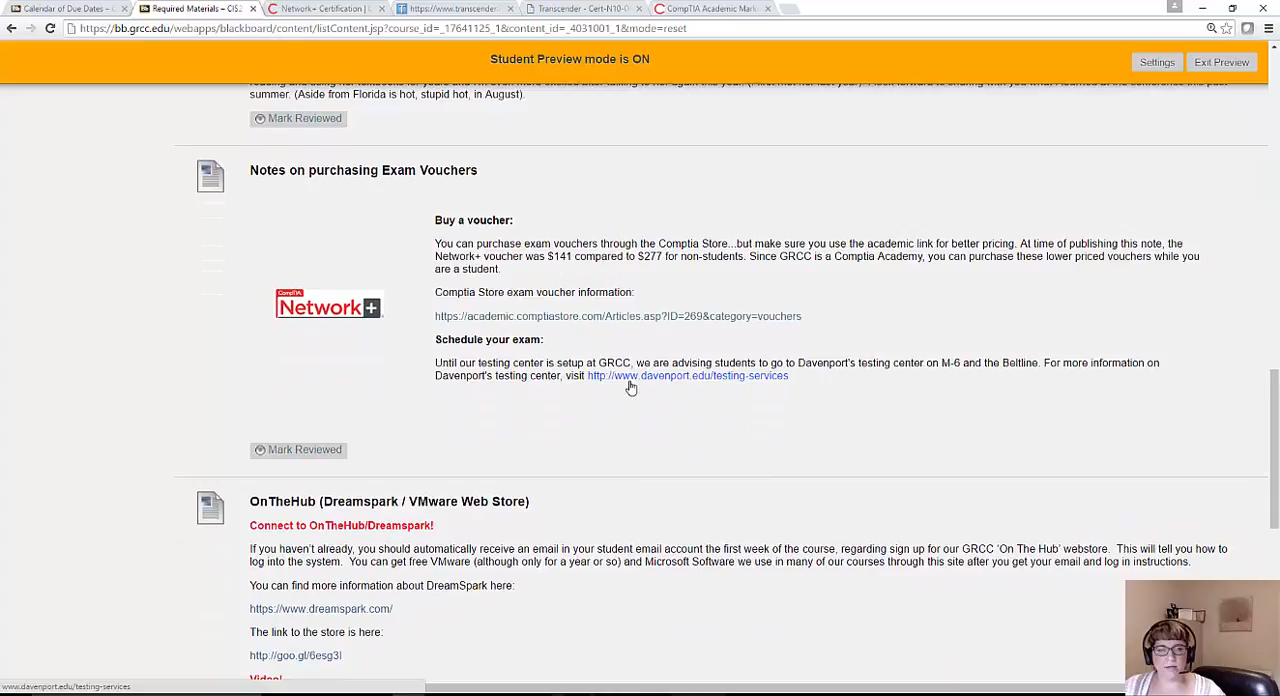 Calendar of Due Dates –
Required Materials – CIS2
Network+ Certification |
https://www.transcender
Transcender - Cert-N10-0
CompTIA Academic Mark
https://bb.grcc.edu/webapps/blackboard/content/listContent.jsp?course_id=_17641125_1&content_id=_4031001_1&mode=reset
Student Preview mode is ON
Settings
Exit Preview
summer. (Aside from Florida is hot, stupid hot, in August).
Mark Reviewed
Notes on purchasing Exam Vouchers
Buy a voucher:
You can purchase exam vouchers through the Comptia Store...but make sure you use the academic link for better pricing. At time of publishing this note, the
Network+ voucher was $141 compared to $277 for non-students. Since GRCC is a Comptia Academy, you can purchase these lower priced vouchers while you
are a student.
Comptia Store exam voucher information:
CompTIA
Network+
https://academic.comptiastore.com/Articles.asp?ID=269&category=vouchers
Schedule your exam:
Until our testing center is setup at GRCC, we are advising students to go to Davenport's testing center on M-6 and the Beltline. For more information on
Davenport's testing center, visit http://www.davenport.edu/testing-services
Mark Reviewed
OnTheHub (Dreamspark / VMware Web Store)
Connect to OnTheHub/Dreamspark!
If you haven't already, you should automatically receive an email in your student email account the first week of the course, regarding sign up for our GRCC 'On The Hub' webstore. This will tell you how to
log into the system. You can get free VMware (although only for a year or so) and Microsoft Software we use in many of our courses through this site after you get your email and log in instructions.
You can find more information about DreamSpark here:
https://www.dreamspark.com/
The link to the store is here:
http://goo.gl/6esg3l
Video!
www.davenport.edu/testing-services